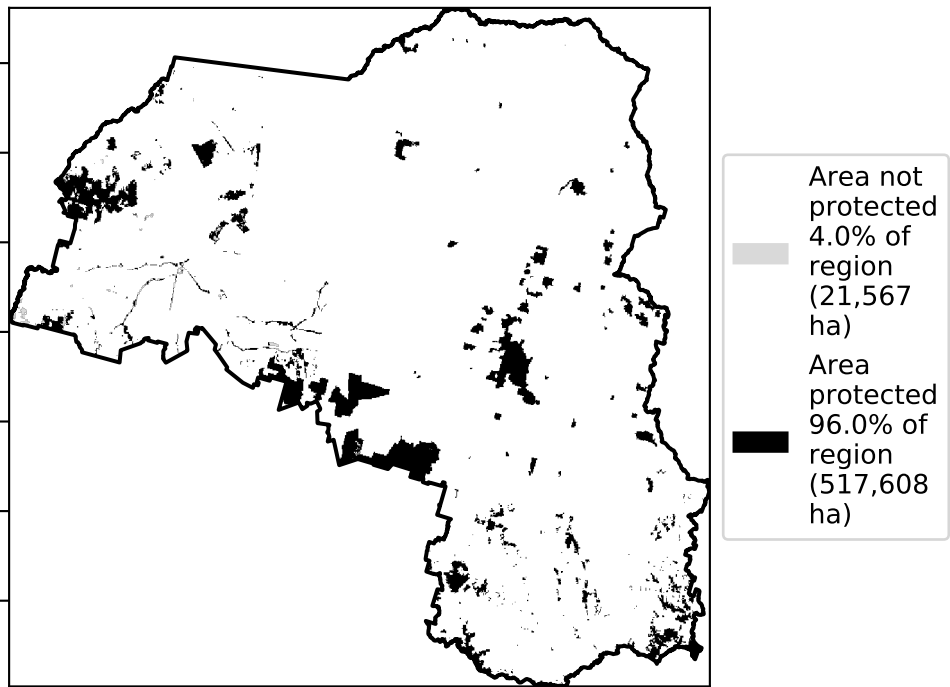 Area not
protected
4.0% of
region
(21,567
ha)
Area
protected
96.0% of
region
(517,608
ha)